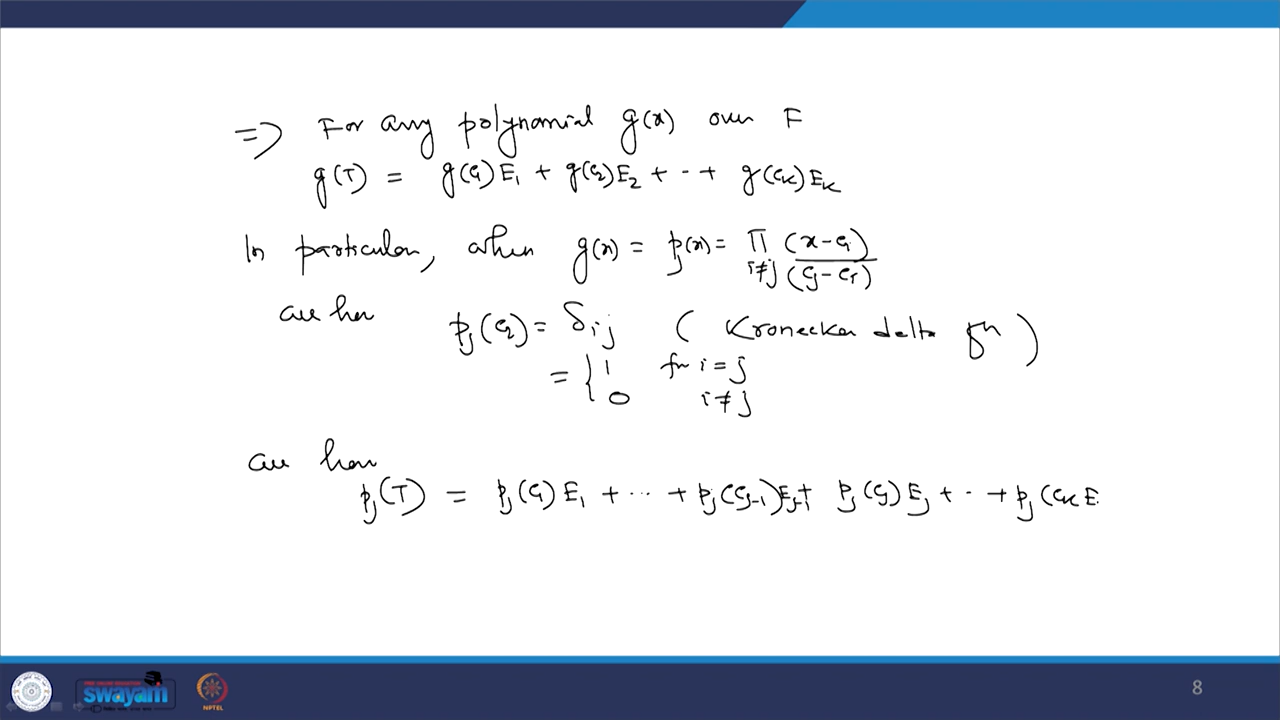 => For any polynomial g(x) over F
g(T) = g(c₁)E₁ + g(c₂)E₂ + ··+ g(cₖ)Eₖ
In particular, when g(x) = pⱼ(x) = Π (x-cᵢ)
i≠j (cⱼ-cᵢ)
we have pⱼ(cᵢ) = δᵢⱼ ( Kronecker delta fⁿ )
= { 1 for i=j
0 i≠j
we have
pⱼ(T) = pⱼ(c₁)E₁ + ··· + pⱼ(cⱼ₋₁)Eⱼ₋₁+ pⱼ(cⱼ)Eⱼ + ·· + pⱼ(cₖ E
swayam
NPTEL
8